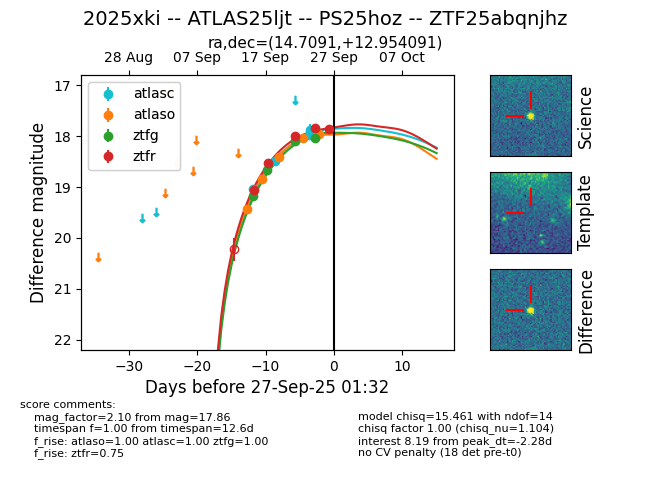 2025xki -- ATLAS25ljt -- PS25hoz -- ZTF25abqnjhz
ra,dec=(14.7091,+12.954091)
28 Aug 07 Sep 17 Sep 27 Sep 07 Oct
atlasc
atlaso
ztfg
ztfr
17
18
19
20
21
22
Difference magnitude
−30 −20 −10 0 10
Days before 27-Sep-25 01:32
Science
Template
Difference
score comments:
mag_factor=2.10 from mag=17.86
timespan f=1.00 from timespan=12.6d
f_rise: atlaso=1.00 atlasc=1.00 ztfg=1.00
f_rise: ztfr=0.75
model chisq=15.461 with ndof=14
chisq factor 1.00 (chisq_nu=1.104)
interest 8.19 from peak_dt=-2.28d
no CV penalty (18 det pre-t0)